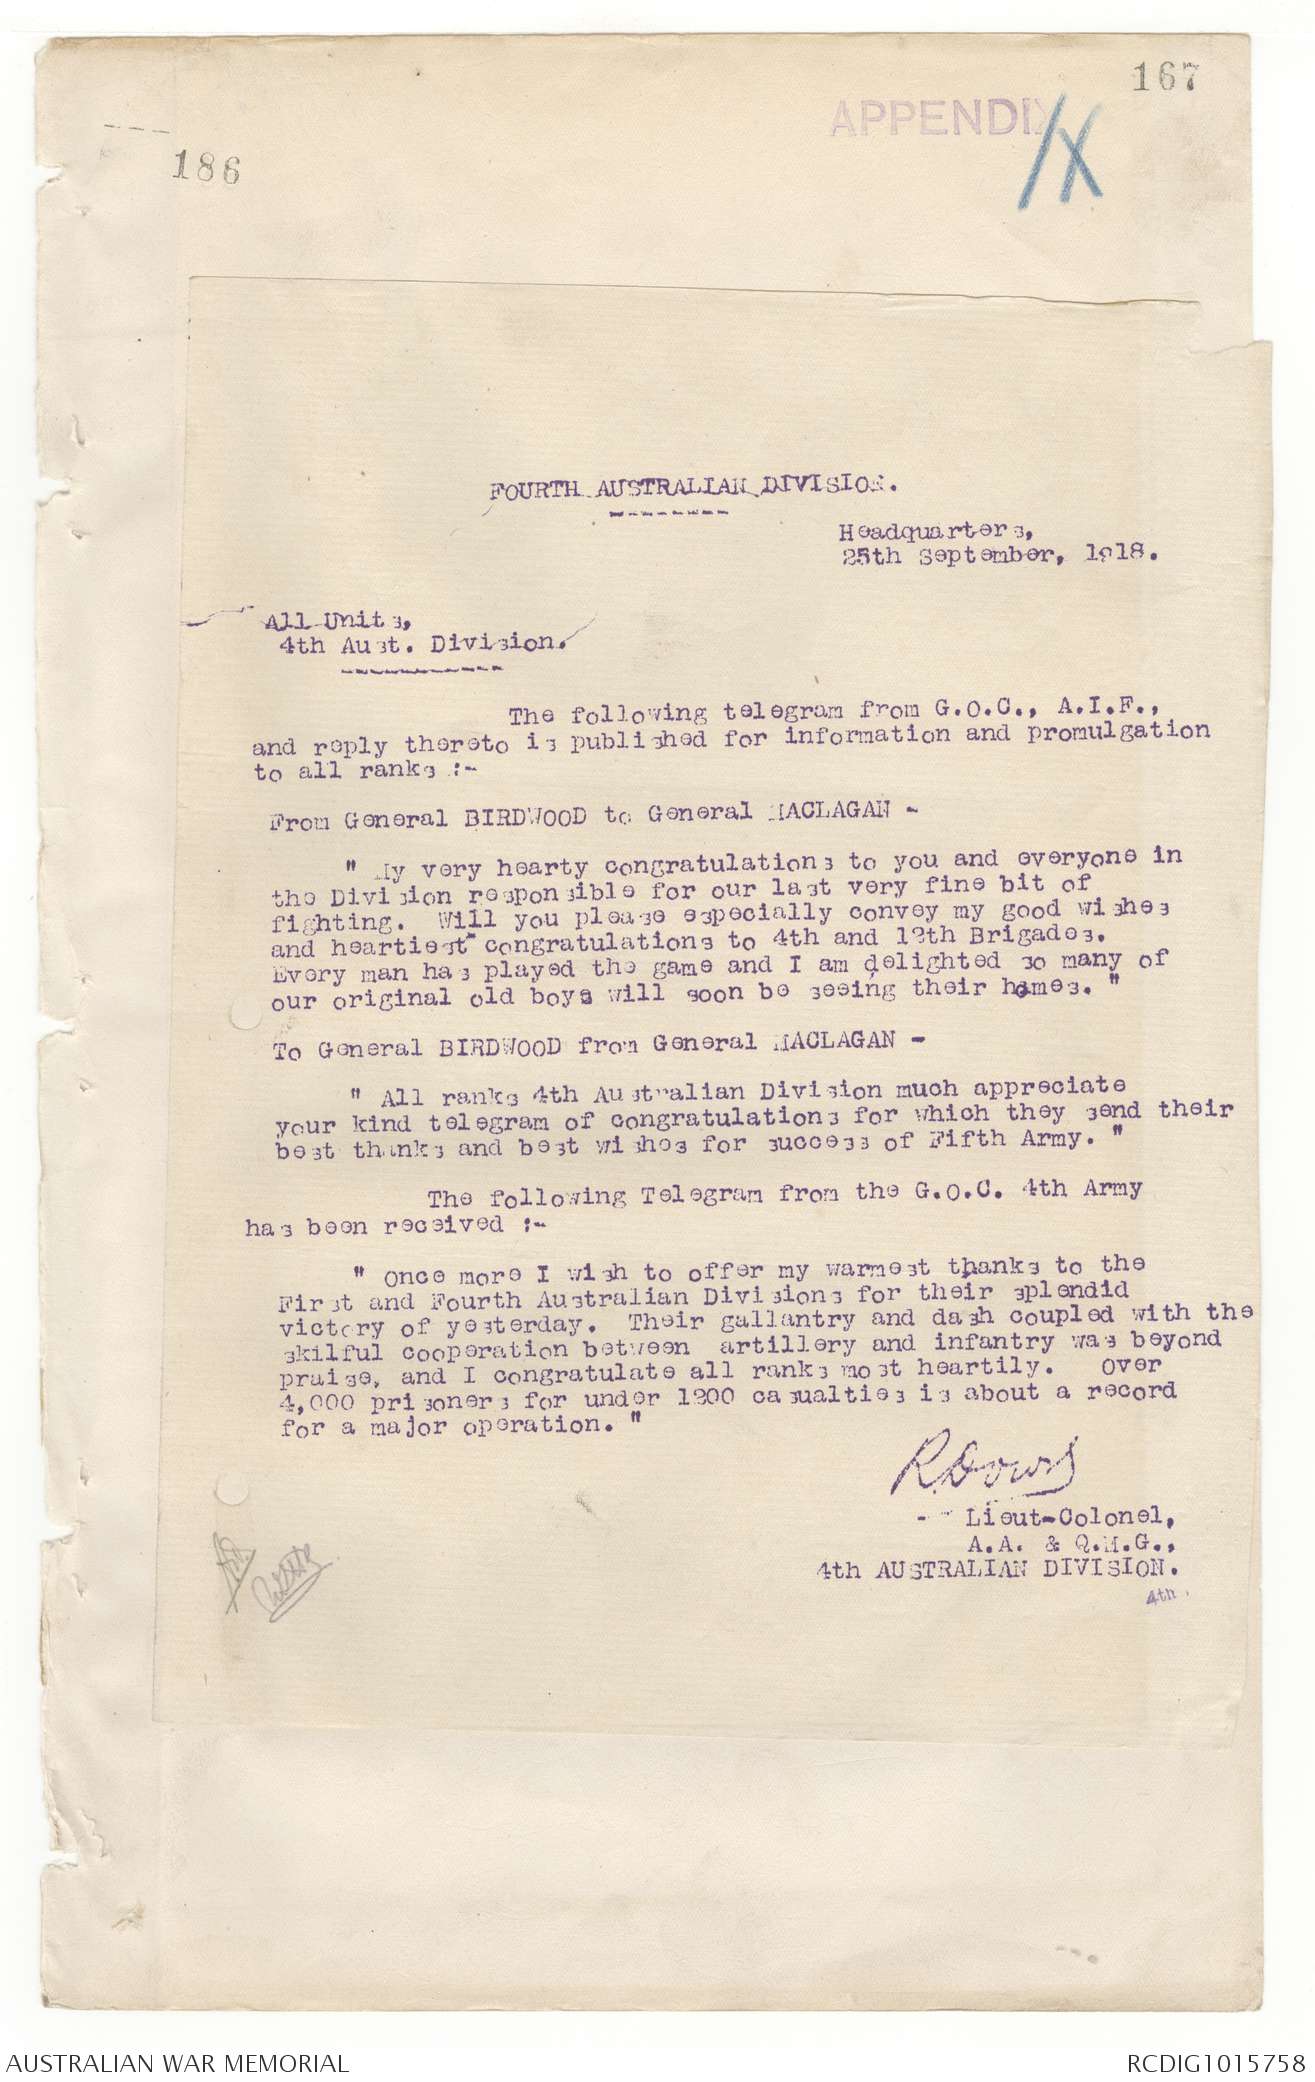 167
APPENDIX
IX
186
FOURTH AUSTRALIAN DIVISION.
Headquarters,
25th September, 1918.
All Units,
4th Aust. Division.
The following telegram from G.O.C., A.I.F.,
and reply thereto is published for information and promulgation
to all ranks :-
From General BIRDWOOD to General MACLAGAN -
" My very hearty congratulations to you and everyone in
the Division responsible for our last very fine bit of
fighting. Will you please especially convey my good wishes
and heartiest congratulations to 4th and 12th Brigades.
Every man has played the game and I am delighted so many of
our original old boys will soon be seeing their homes. "
To General BIRDWOOD from General MACLAGAN -
" All ranks 4th Australian Division much appreciate
your kind telegram of congratulations for which they send their
best thanks and best wishes for success of Fifth Army. "
The following Telegram from the G.O.C. 4th Army
has been received :-
" Once more I wish to offer my warmest thanks to the
First and Fourth Australian Divisions for their splendid
victory of yesterday. Their gallantry and dash coupled with the
skilful cooperation between artillery and infantry was beyond
praise, and I congratulate all ranks most heartily. Over
4,000 prisoners for under 1200 casualties is about a record
for a major operation. "
R Dowse
Lieut-Colonel,
A.A. & Q.M.G.,
4th AUSTRALIAN DIVISION.
4th.
AUSTRALIAN WAR MEMORIAL
RCDIG1015758